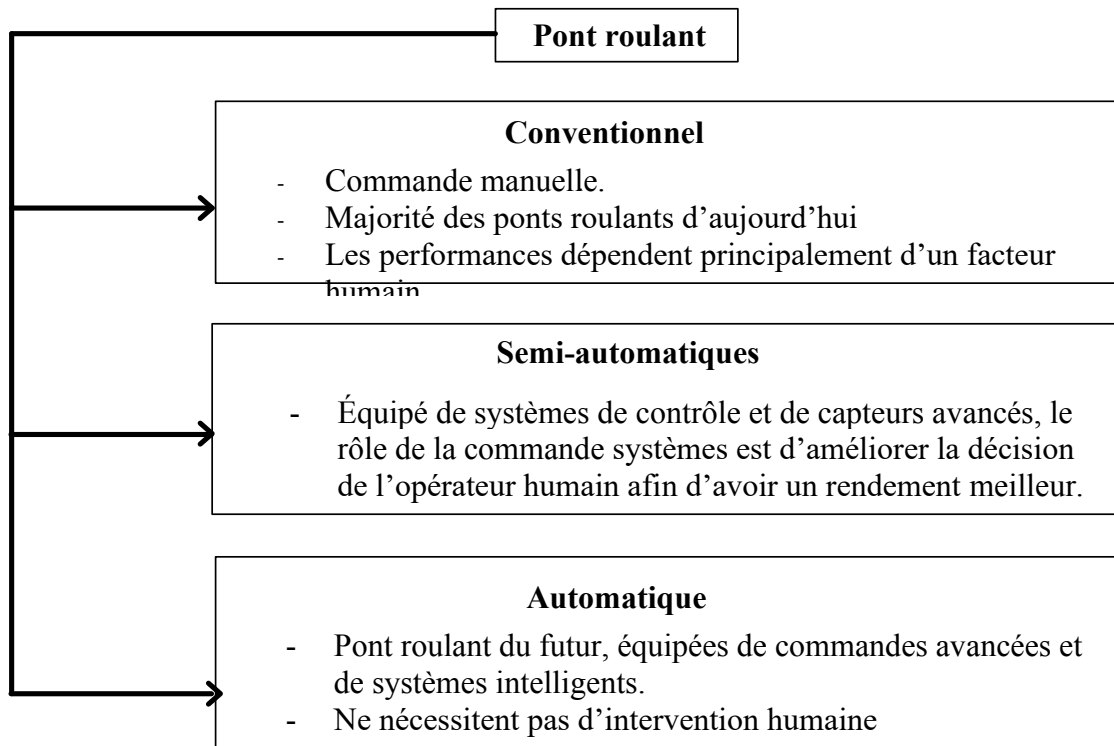 Pont roulant
Conventionnel
- Commande manuelle.
- Majorité des ponts roulants d’aujourd’hui
- Les performances dépendent principalement d’un facteur
humain
Semi-automatiques
- Équipé de systèmes de contrôle et de capteurs avancés, le
rôle de la commande systèmes est d’améliorer la décision
de l’opérateur humain afin d’avoir un rendement meilleur.
Automatique
- Pont roulant du futur, équipées de commandes avancées et
de systèmes intelligents.
- Ne nécessitent pas d’intervention humaine